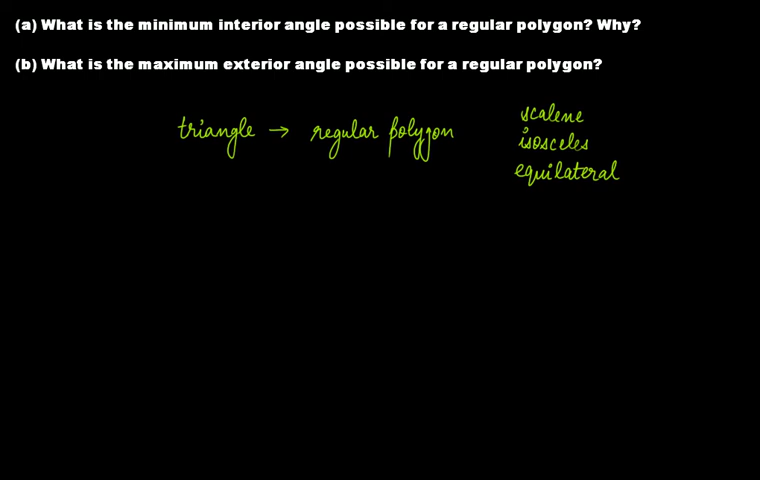 (a) What is the minimum interior angle possible for a regular polygon? Why?
(b) What is the maximum exterior angle possible for a regular polygon?
triangle → regular polygon
scalene
isosceles
equilateral